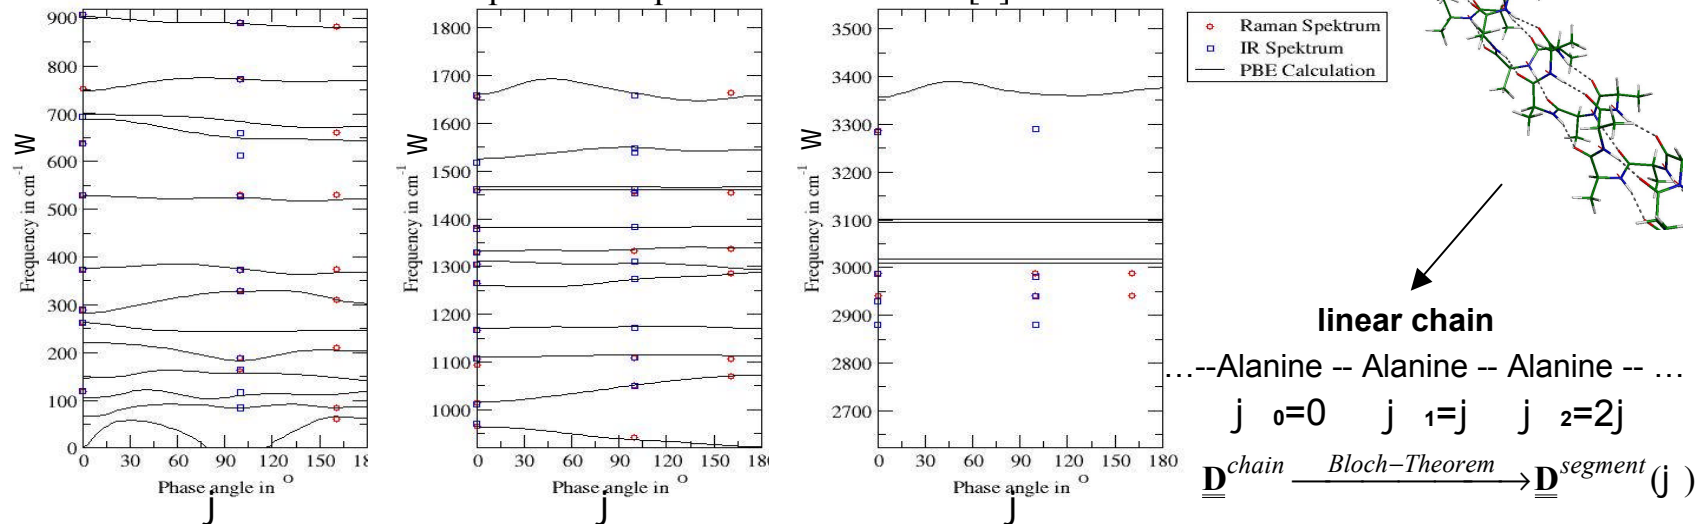 [ ]
900
800
700
600
500
400
300
200
100
0
0 30 60 90 120 150 18
Frequency in cm⁻¹ W
Phase angle in °
j
1800
1700
1600
1500
1400
1300
1200
1100
1000
0 30 60 90 120 150 180
Frequency in cm⁻¹ W
Phase angle in °
j
3500
3400
3300
3200
3100
3000
2900
2800
2700
0 30 60 90 120 150 180
Frequency in cm⁻¹ W
Phase angle in °
j
Raman Spektrum
IR Spektrum
PBE Calculation
linear chain
...--Alanine -- Alanine -- Alanine -- ...
j ₀=0 j ₁=j j ₂=2j
D^chain Bloch–Theorem → D^segment (j )